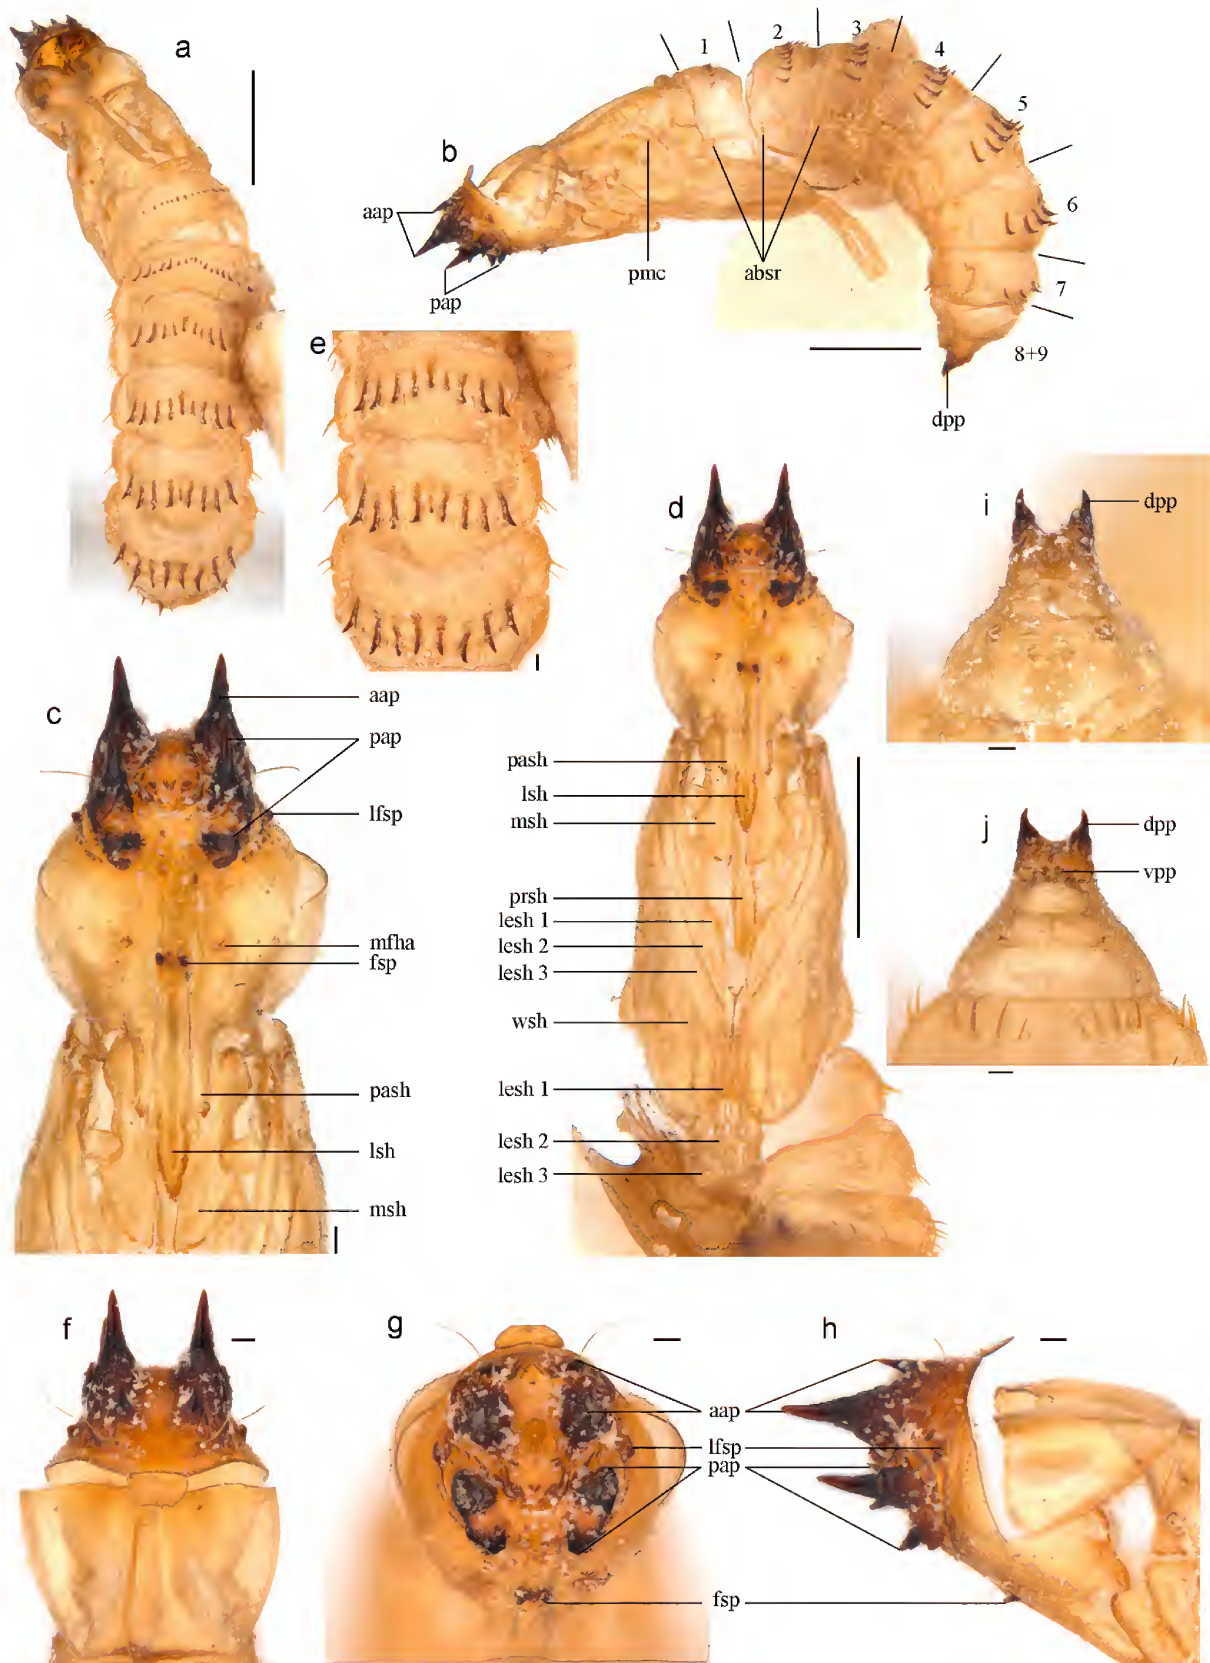 a
b
1
2
3
4
5
6
7
8+9
aap
pap
pmc
absr
dpp
e
c
aap
pap
lfsp
mfha
fsp
pash
lsh
msh
d
pash
lsh
msh
prsh
lesh 1
lesh 2
lesh 3
wsh
lesh 1
lesh 2
lesh 3
i
dpp
j
dpp
vpp
f
g
h
aap
lfsp
pap
fsp